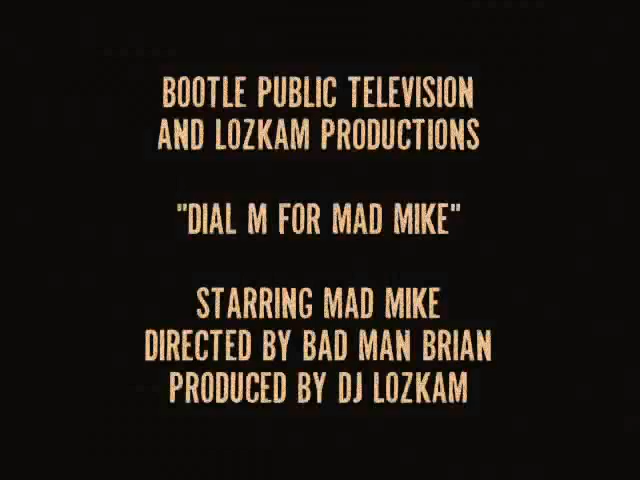 BOOTLE PUBLIC TELEVISION
AND LOZKAM PRODUCTIONS
"DIAL M FOR MAD MIKE"
STARRING MAD MIKE
DIRECTED BY BAD MAN BRIAN
PRODUCED BY DJ LOZKAM